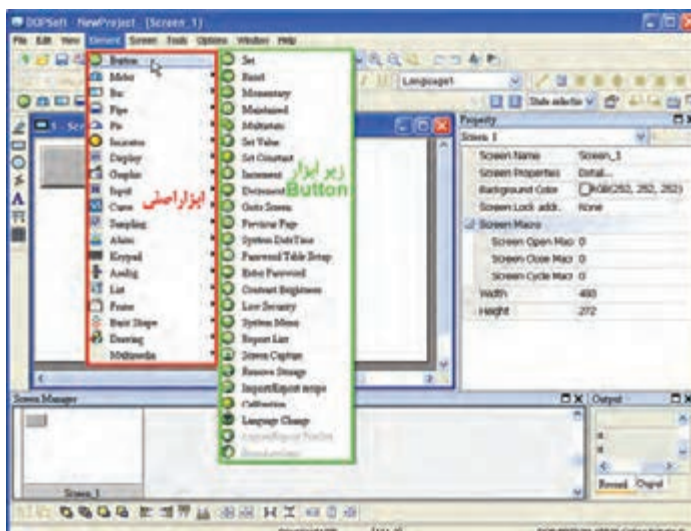 DOPSoft - NewProject - (Screen_1)
File Edit View Element Screen Tools Options Window Help
Language1
Button
Meter
Bar
Pipe
Pie
Indicator
Display
Graphic
Input
Curve
Sampling
Alarm
Keypad
Analog
List
Frame
Basic Shape
Drawing
Multimedia
ابزار اصلی
Set
Reset
Momentary
Maintained
Multistate
Set Value
Set Constant
Increment
Decrement
Goto Screen
Previous Page
System DateTime
Password Table Setup
Enter Password
Contrast Brightness
Low Security
System Menu
Report List
Screen Capture
Remove Storage
Import/Export recipe
Calibration
Language Change
زیر ابزار
Button
Property
Screen 1
Screen Name Screen_1
Screen Properties Detail...
Background Color RGB(252, 252, 252)
Screen Lock addr. None
Screen Macro
Screen Open Mac 0
Screen Close Mac 0
Screen Cycle Mac 0
Width 480
Height 272
Screen Manager
Screen_1
Output
Record Output